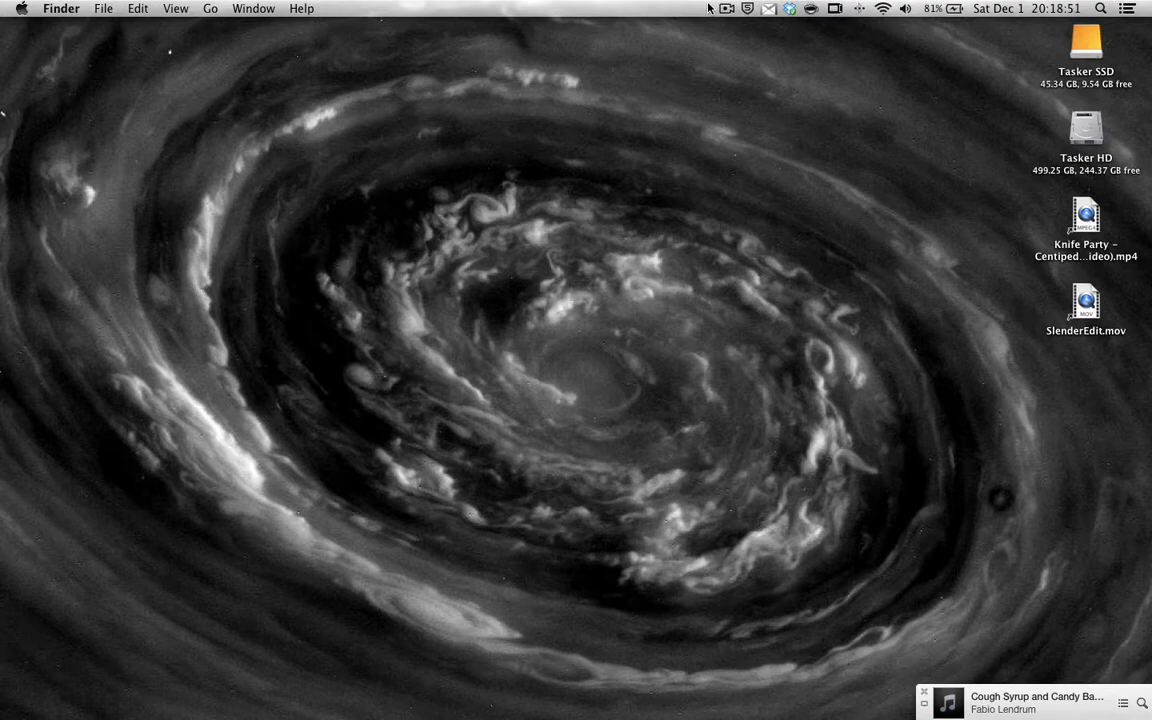 Finder File Edit View Go Window Help 81% Sat Dec 1 20:18:51
Tasker SSD
45.34 GB, 9.54 GB free
Tasker HD
499.25 GB, 244.37 GB free
MPEG4
Knife Party –
Centiped...ideo).mp4
MOV
SlenderEdit.mov
Cough Syrup and Candy Ba...
Fabio Lendrum